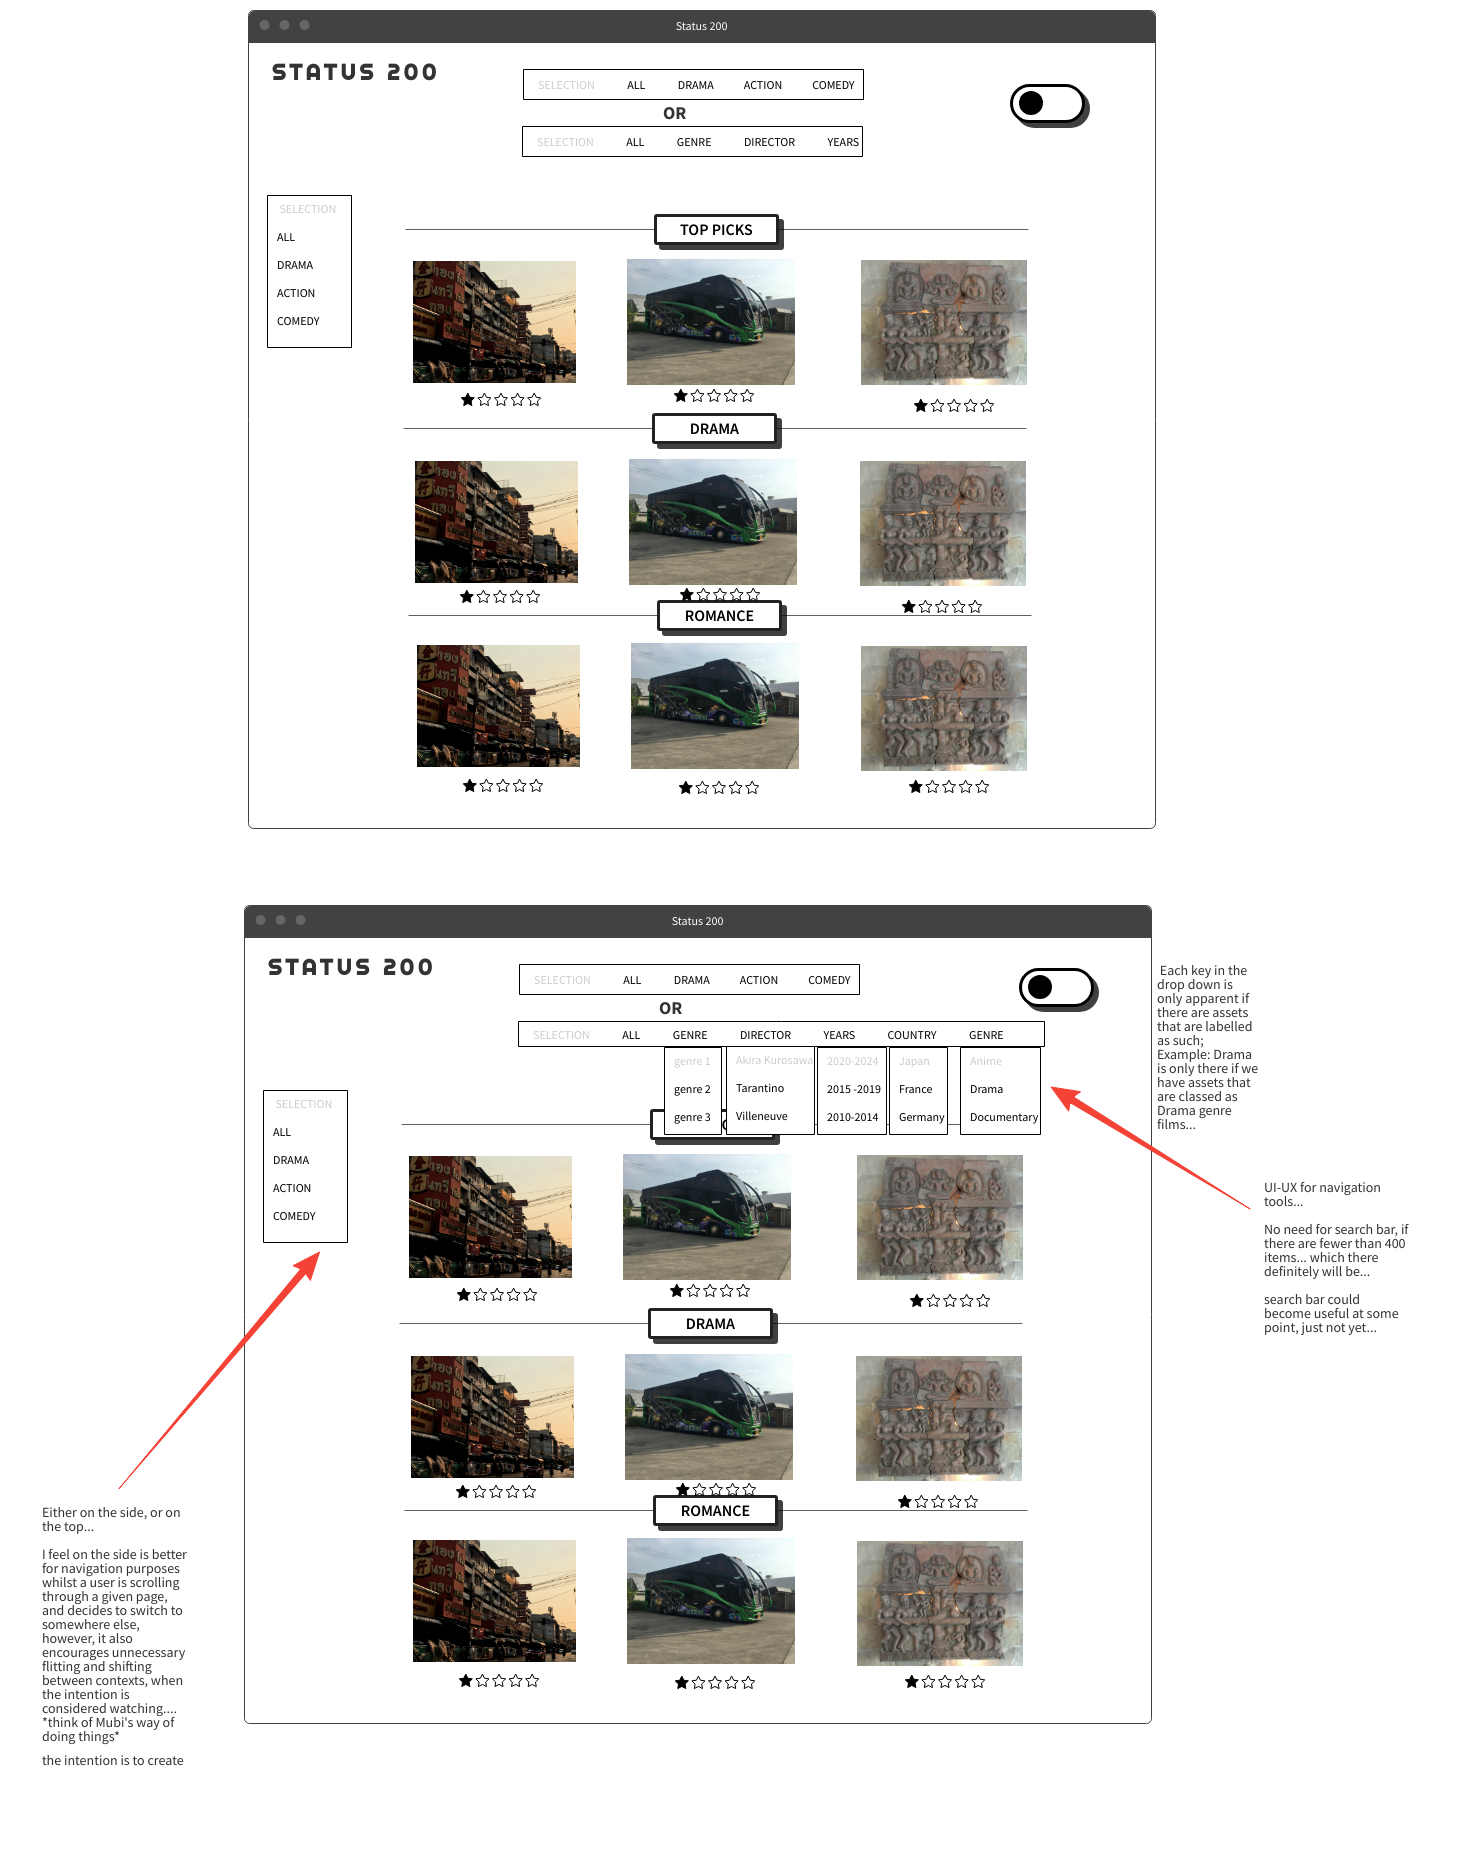 Status 200
STATUS 200
SELECTION ALL DRAMA ACTION COMEDY
OR
SELECTION ALL GENRE DIRECTOR YEARS
SELECTION
ALL
DRAMA
ACTION
COMEDY
TOP PICKS
DRAMA
ROMANCE
Status 200
STATUS 200
SELECTION ALL DRAMA ACTION COMEDY
OR
SELECTION ALL GENRE DIRECTOR YEARS COUNTRY GENRE
genre 1 Akira Kurosawa 2020-2024 Japan Anime
genre 2 Tarantino 2015 -2019 France Drama
genre 3 Villeneuve 2010-2014 Germany Documentary
SELECTION
ALL
DRAMA
ACTION
COMEDY
DRAMA
ROMANCE
Each key in the
drop down is
only apparent if
there are assets
that are labelled
as such;
Example: Drama
is only there if we
have assets that
are classed as
Drama genre
films...
UI-UX for navigation
tools...
No need for search bar, if
there are fewer than 400
items... which there
definitely will be...
search bar could
become useful at some
point, just not yet...
Either on the side, or on
the top...
I feel on the side is better
for navigation purposes
whilst a user is scrolling
through a given page,
and decides to switch to
somewhere else,
however, it also
encourages unnecessary
flitting and shifting
between contexts, when
the intention is
considered watching....
*think of Mubi's way of
doing things*
the intention is to create